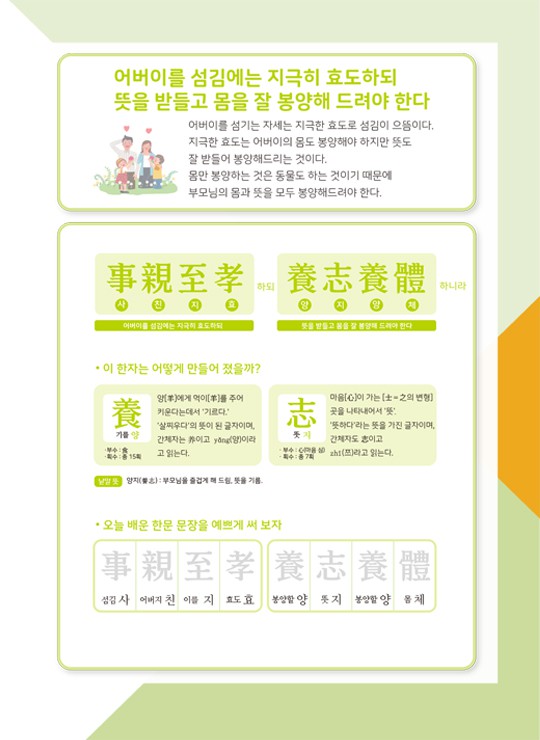 어버이를 섬김에는 지극히 효도하되
뜻을 받들고 몸을 잘 봉양해 드려야 한다
어버이를 섬기는 자세는 지극한 효도로 섬김이 으뜸이다.
지극한 효도는 어버이의 몸도 봉양해야 하지만 뜻도
잘 받들어 봉양해드리는 것이다.
몸만 봉양하는 것은 동물도 하는 것이기 때문에
부모님의 몸과 뜻을 모두 봉양해드려야 한다.
事親至孝 하되 養志養體 하니라
사 친 지 효 양 지 양 체
어버이를 섬김에는 지극히 효도하되
뜻을 받들고 몸을 잘 봉양해 드려야 한다
• 이 한자는 어떻게 만들어 졌을까?
養
기를 양
·부수 : 食
·획수 : 총 15획
양[羊]에게 먹이[羊]를 주어
키운다는데서 '기르다.'
'살찌우다'의 뜻이 된 글자이며,
간체자는 养이고 yǎng(양)이라
고 읽는다.
志
뜻 지
·부수 : 心(마음 심)
·획수 : 총 7획
마음[心]이 가는 [士=之의 변형]
곳을 나타내어서 '뜻'.
'뜻하다'라는 뜻을 가진 글자이며,
간체자도 志이고
zhì(쯔)라고 읽는다.
낱말 뜻 양지(養志) : 부모님을 즐겁게 해 드림, 뜻을 기름.
• 오늘 배운 한문 문장을 예쁘게 써 보자
事 親 至 孝 養 志 養 體
섬김 사 어버지 친 이를 지 효도 효 봉양할 양 뜻 지 봉양할 양 몸 체